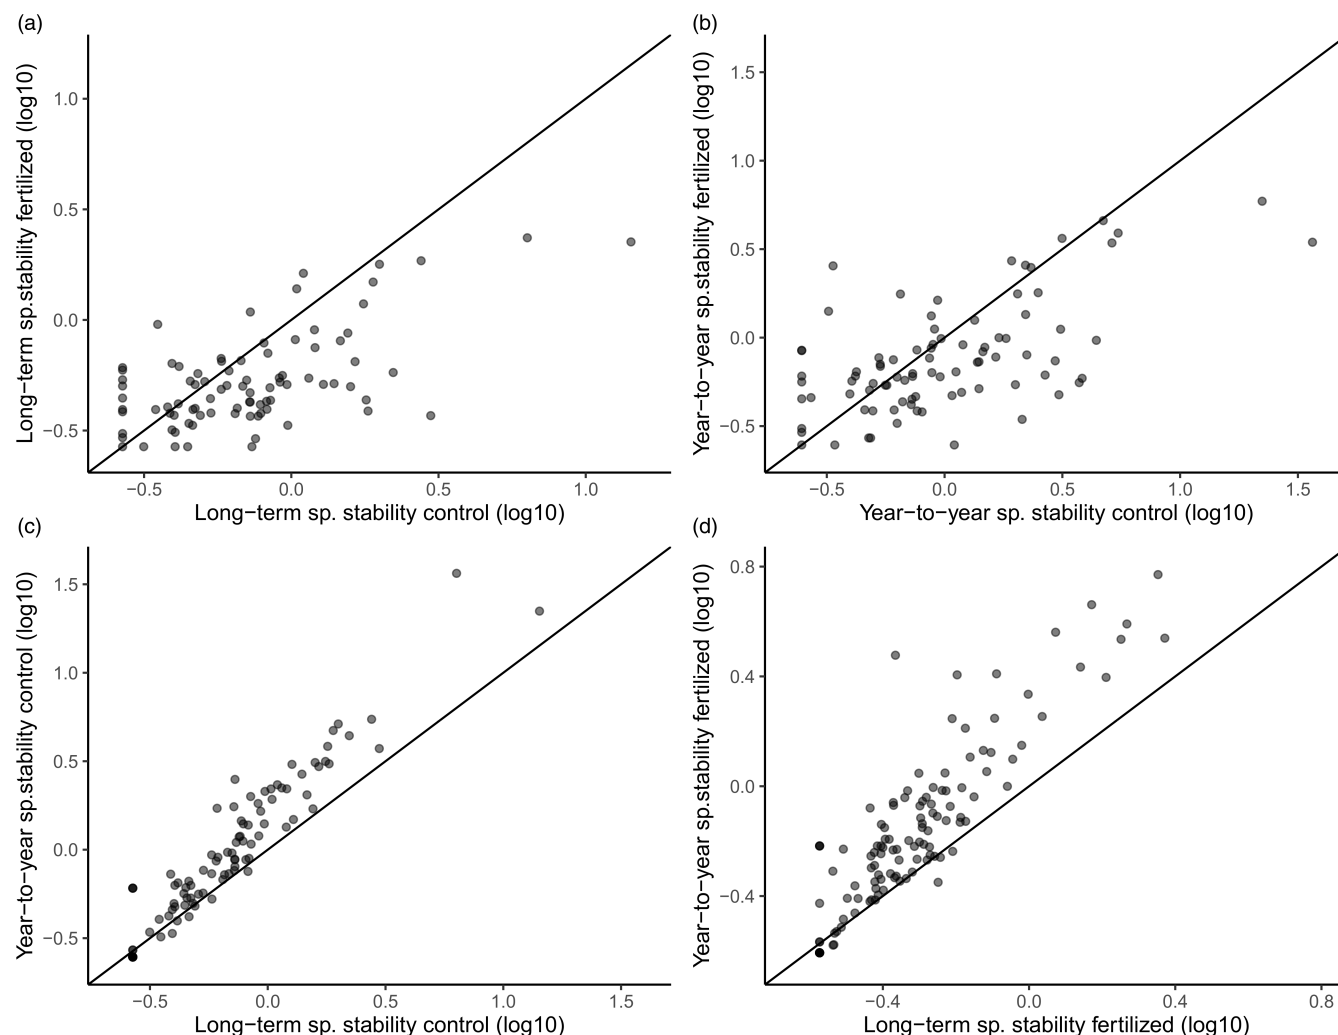 (a)
Long−term sp.stability fertilized (log10)
1.0
0.5
0.0
−0.5
−0.5 0.0 0.5 1.0
Long−term sp. stability control (log10)
(b)
Year−to−year sp.stability fertilized (log10)
1.5
1.0
0.5
0.0
−0.5
−0.5 0.0 0.5 1.0 1.5
Year−to−year sp. stability control (log10)
(c)
Year−to−year sp.stability control (log10)
1.5
1.0
0.5
0.0
−0.5
−0.5 0.0 0.5 1.0 1.5
Long−term sp. stability control (log10)
(d)
Year−to−year sp.stability fertilized (log10)
0.8
0.4
0.0
−0.4
−0.4 0.0 0.4 0.8
Long−term sp. stability fertilized (log10)